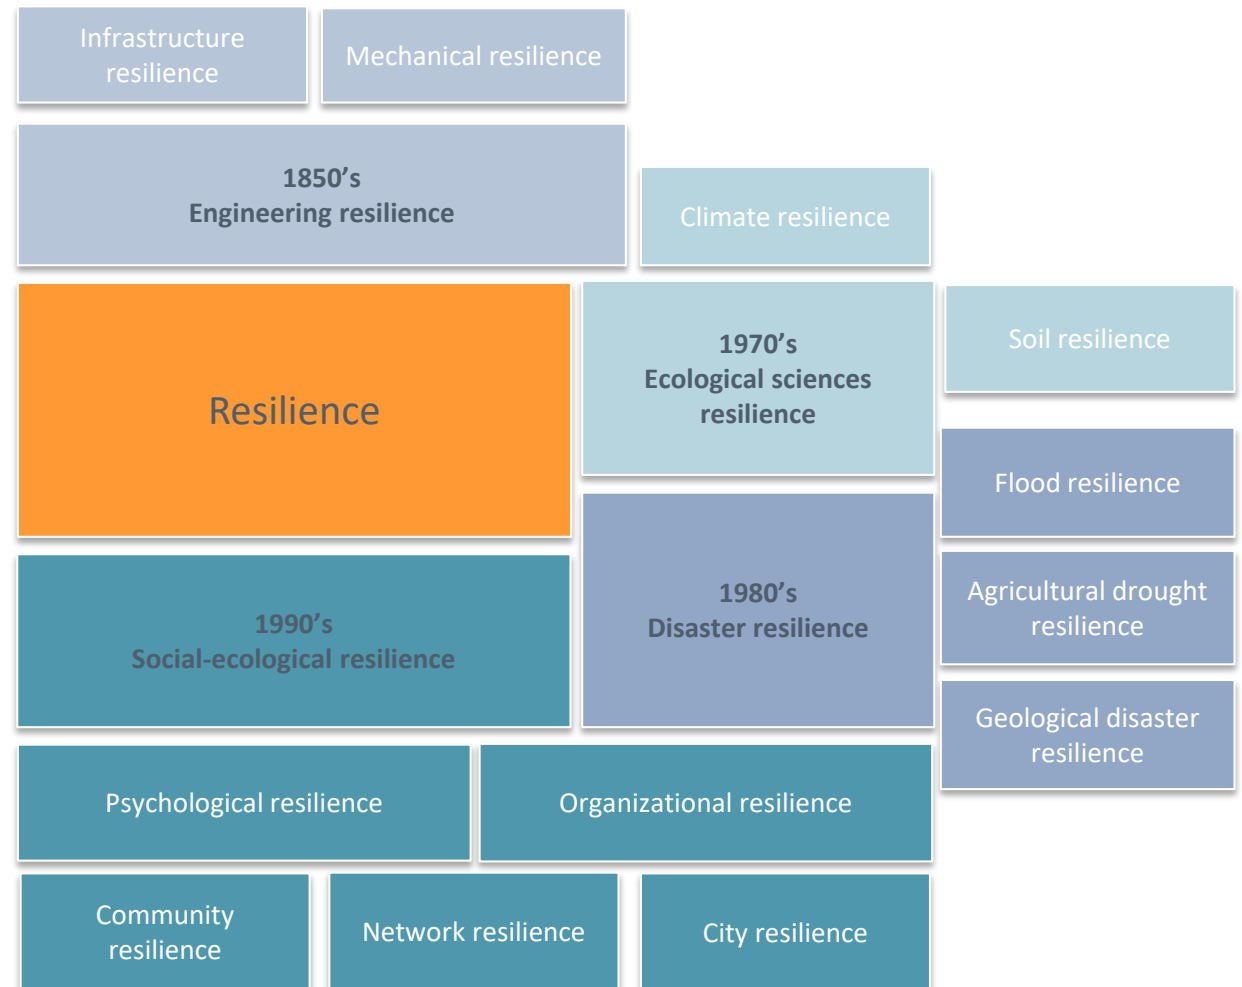 Infrastructure
resilience
Mechanical resilience
1850’s
Engineering resilience
Climate resilience
Resilience
1970’s
Ecological sciences
resilience
Soil resilience
Flood resilience
1990’s
Social-ecological resilience
1980’s
Disaster resilience
Agricultural drought
resilience
Geological disaster
resilience
Psychological resilience
Organizational resilience
Community
resilience
Network resilience
City resilience